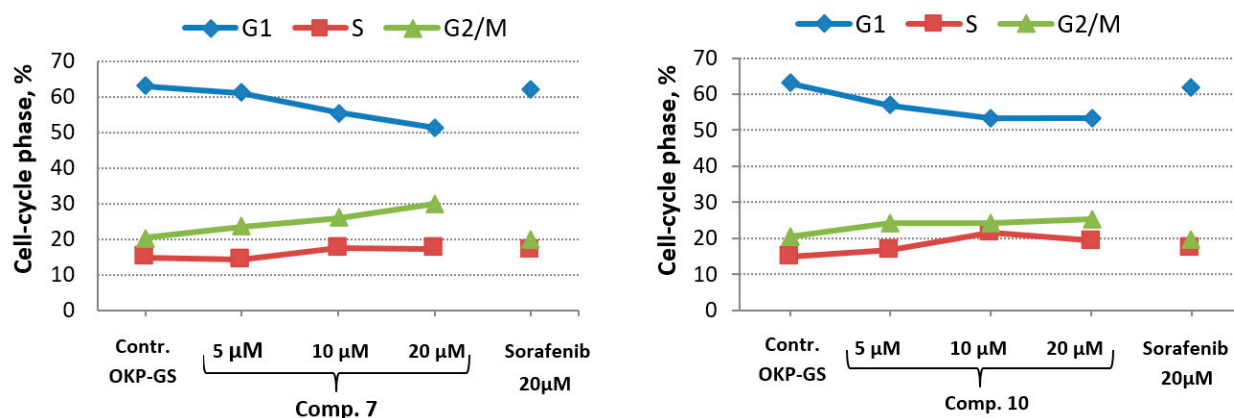 G1 S G2/M
Cell-cycle phase, %
70
60
50
40
30
20
10
0
Contr.
OKP-GS
5 µM 10 µM 20 µM
Sorafenib
20µM
Comp. 7
G1 S G2/M
Cell-cycle phase, %
70
60
50
40
30
20
10
0
Contr.
OKP-GS
5 µM 10 µM 20 µM
Sorafenib
20µM
Comp. 10